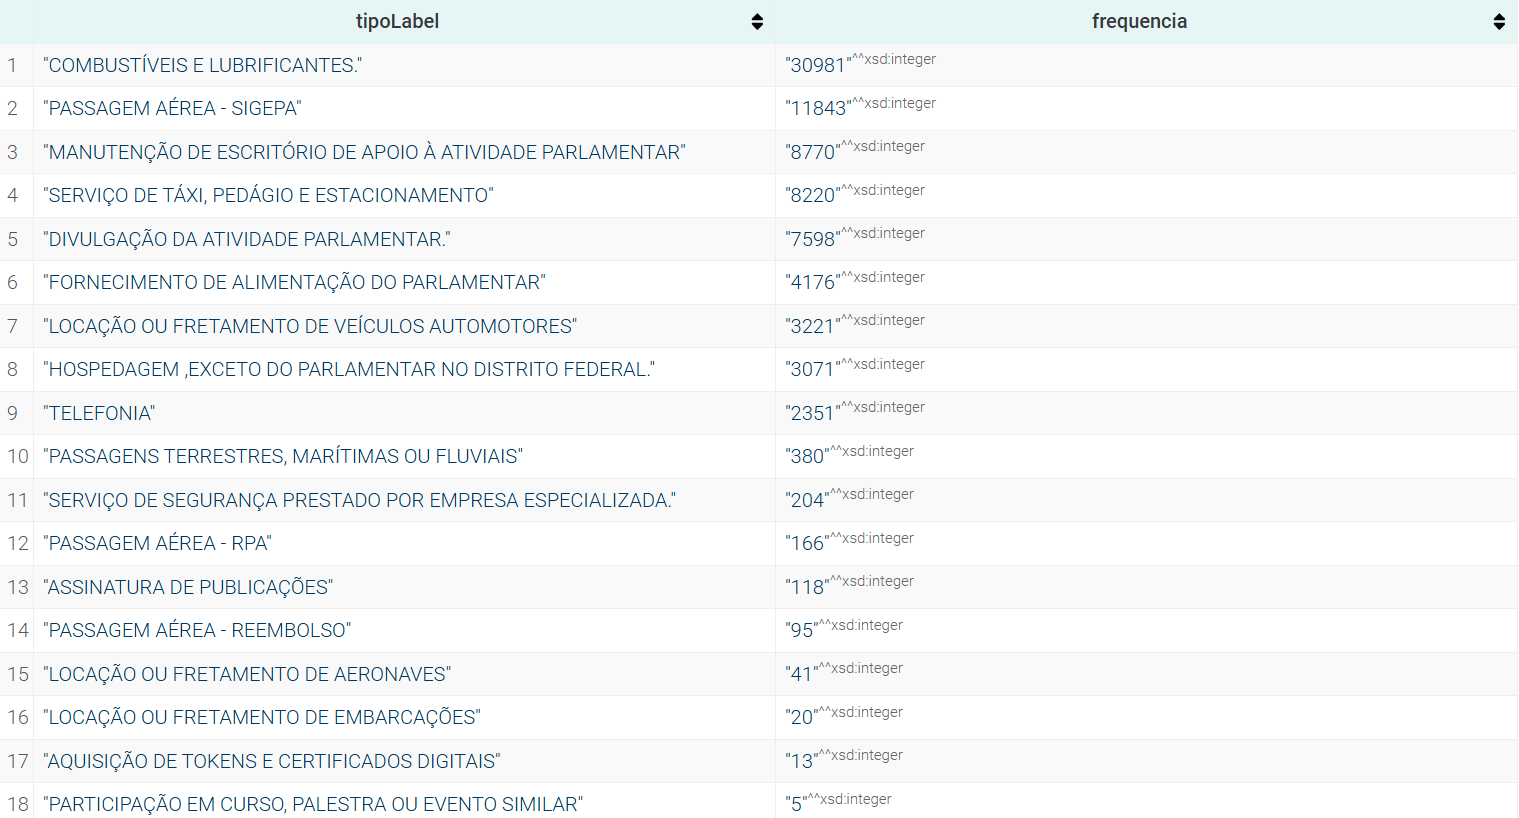 tipoLabel frequencia
1 "COMBUSTÍVEIS E LUBRIFICANTES." "30981"^^xsd:integer
2 "PASSAGEM AÉREA - SIGEPA" "11843"^^xsd:integer
3 "MANUTENÇÃO DE ESCRITÓRIO DE APOIO À ATIVIDADE PARLAMENTAR" "8770"^^xsd:integer
4 "SERVIÇO DE TÁXI, PEDÁGIO E ESTACIONAMENTO" "8220"^^xsd:integer
5 "DIVULGAÇÃO DA ATIVIDADE PARLAMENTAR." "7598"^^xsd:integer
6 "FORNECIMENTO DE ALIMENTAÇÃO DO PARLAMENTAR" "4176"^^xsd:integer
7 "LOCAÇÃO OU FRETAMENTO DE VEÍCULOS AUTOMOTORES" "3221"^^xsd:integer
8 "HOSPEDAGEM ,EXCETO DO PARLAMENTAR NO DISTRITO FEDERAL." "3071"^^xsd:integer
9 "TELEFONIA" "2351"^^xsd:integer
10 "PASSAGENS TERRESTRES, MARÍTIMAS OU FLUVIAIS" "380"^^xsd:integer
11 "SERVIÇO DE SEGURANÇA PRESTADO POR EMPRESA ESPECIALIZADA." "204"^^xsd:integer
12 "PASSAGEM AÉREA - RPA" "166"^^xsd:integer
13 "ASSINATURA DE PUBLICAÇÕES" "118"^^xsd:integer
14 "PASSAGEM AÉREA - REEMBOLSO" "95"^^xsd:integer
15 "LOCAÇÃO OU FRETAMENTO DE AERONAVES" "41"^^xsd:integer
16 "LOCAÇÃO OU FRETAMENTO DE EMBARCAÇÕES" "20"^^xsd:integer
17 "AQUISIÇÃO DE TOKENS E CERTIFICADOS DIGITAIS" "13"^^xsd:integer
18 "PARTICIPAÇÃO EM CURSO, PALESTRA OU EVENTO SIMILAR" "5"^^xsd:integer